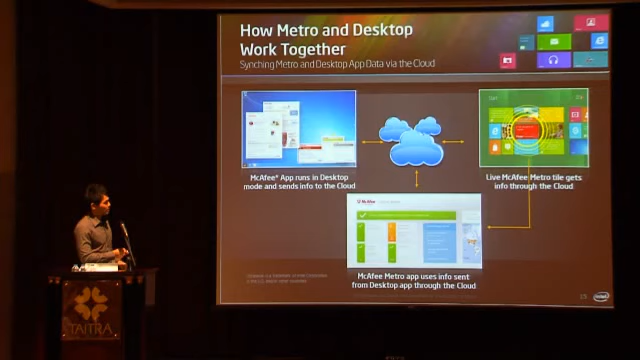 How Metro and Desktop
Work Together
Synching Metro and Desktop App Data via the Cloud
McAfee® App runs in Desktop
mode and sends info to the Cloud
Live McAfee Metro tile gets
info through the Cloud
McAfee
McAfee Metro app uses info sent
from Desktop app through the Cloud
intel
TAITRA